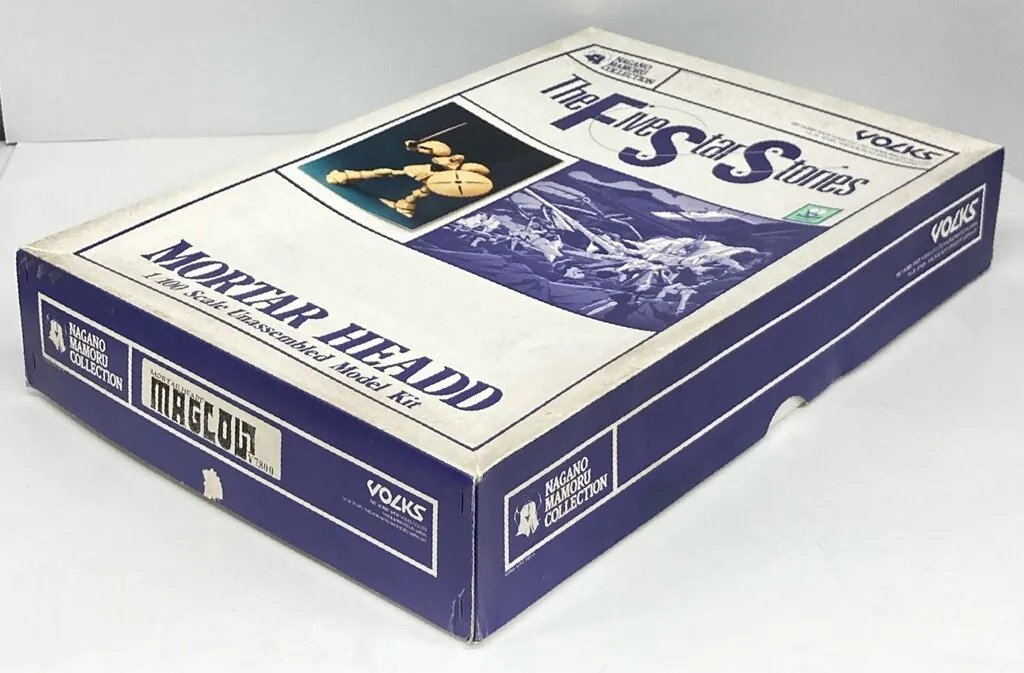 NAGANO
MAMORU
COLLECTION
The Five Star Stories
VOLKS
MORTAR HEADD
1/100 Scale Unassembled Model Kit
VOLKS
NAGANO
MAMORU
COLLECTION
MORTAR HEADD
MAGLOW
¥7800
VOLKS
NAGANO
MAMORU
COLLECTION